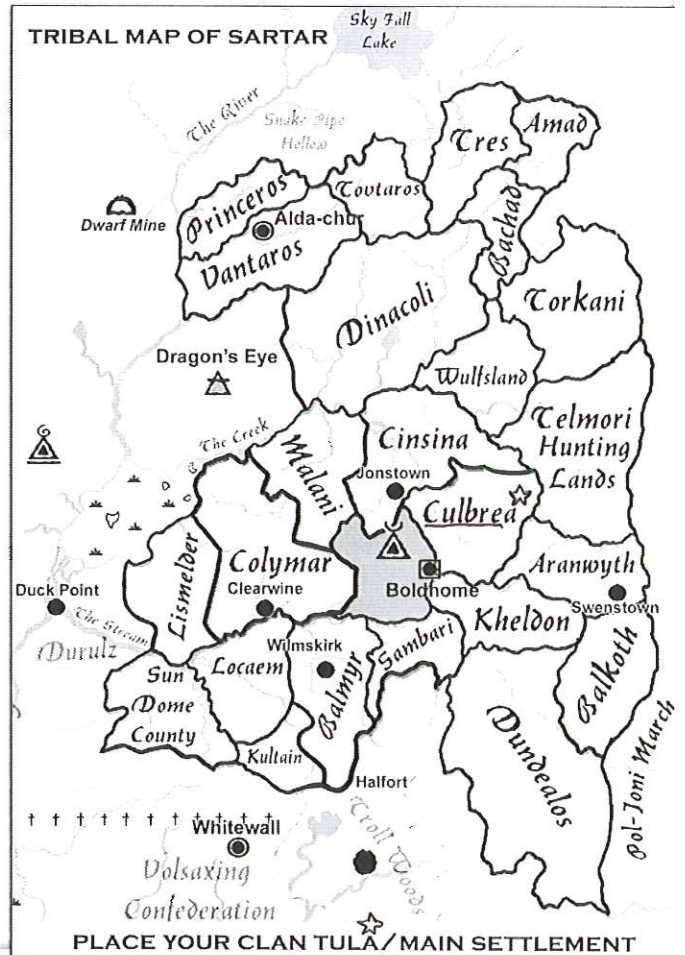 TRIBAL MAP OF SARTAR
Sky Fall
Lake
The River
Snake Pipe
Hollow
Tres
Amad
Dwarf Mine
Princeros
Tovtaros
Bachad
Alda-chur
Vantaros
Dinacoli
Torkani
Dragon's Eye
Wulfsland
Telmori
Hunting
Lands
The Creek
Malani
Cinsina
Jonstown
Culbrea
Colymar
Lismelder
Boldhome
Aranwyth
Duck Point
Clearwine
Swenstown
The Stream
Durulz
Kheldon
Wilmskirk
Sambari
Locaem
Balmyr
Sun
Dome
County
Balkoth
Kultain
Halfort
Dundealos
Pol-Joni March
Whitewall
Volsaxing
Confederation
Troll Woods
PLACE YOUR CLAN TULA/MAIN SETTLEMENT